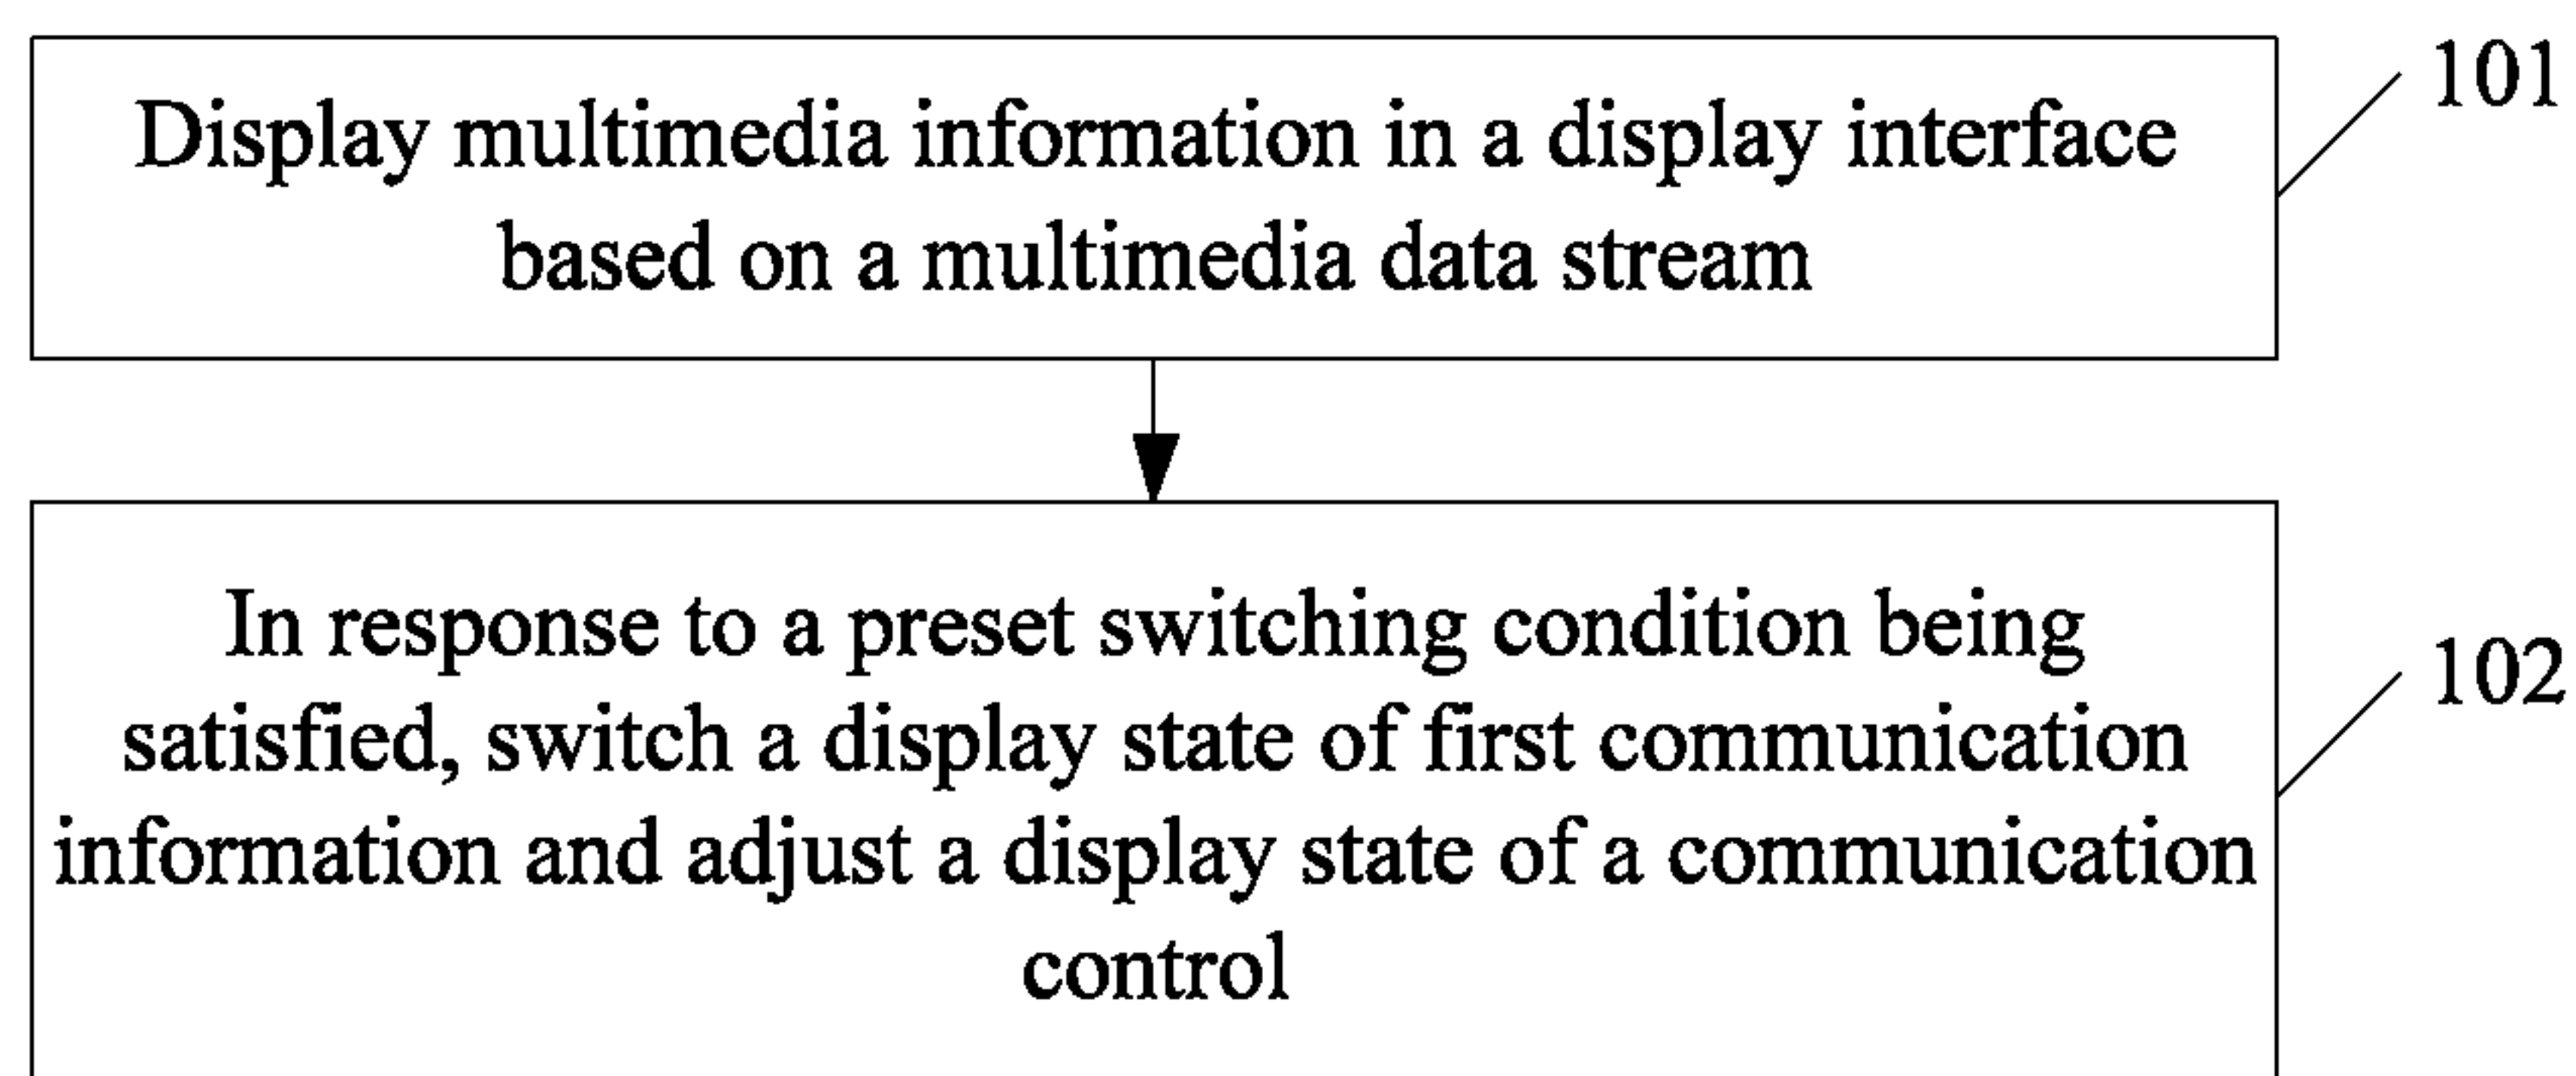 Display multimedia information in a display interface
based on a multimedia data stream
101
In response to a preset switching condition being
satisfied, switch a display state of first communication
information and adjust a display state of a communication
control
102